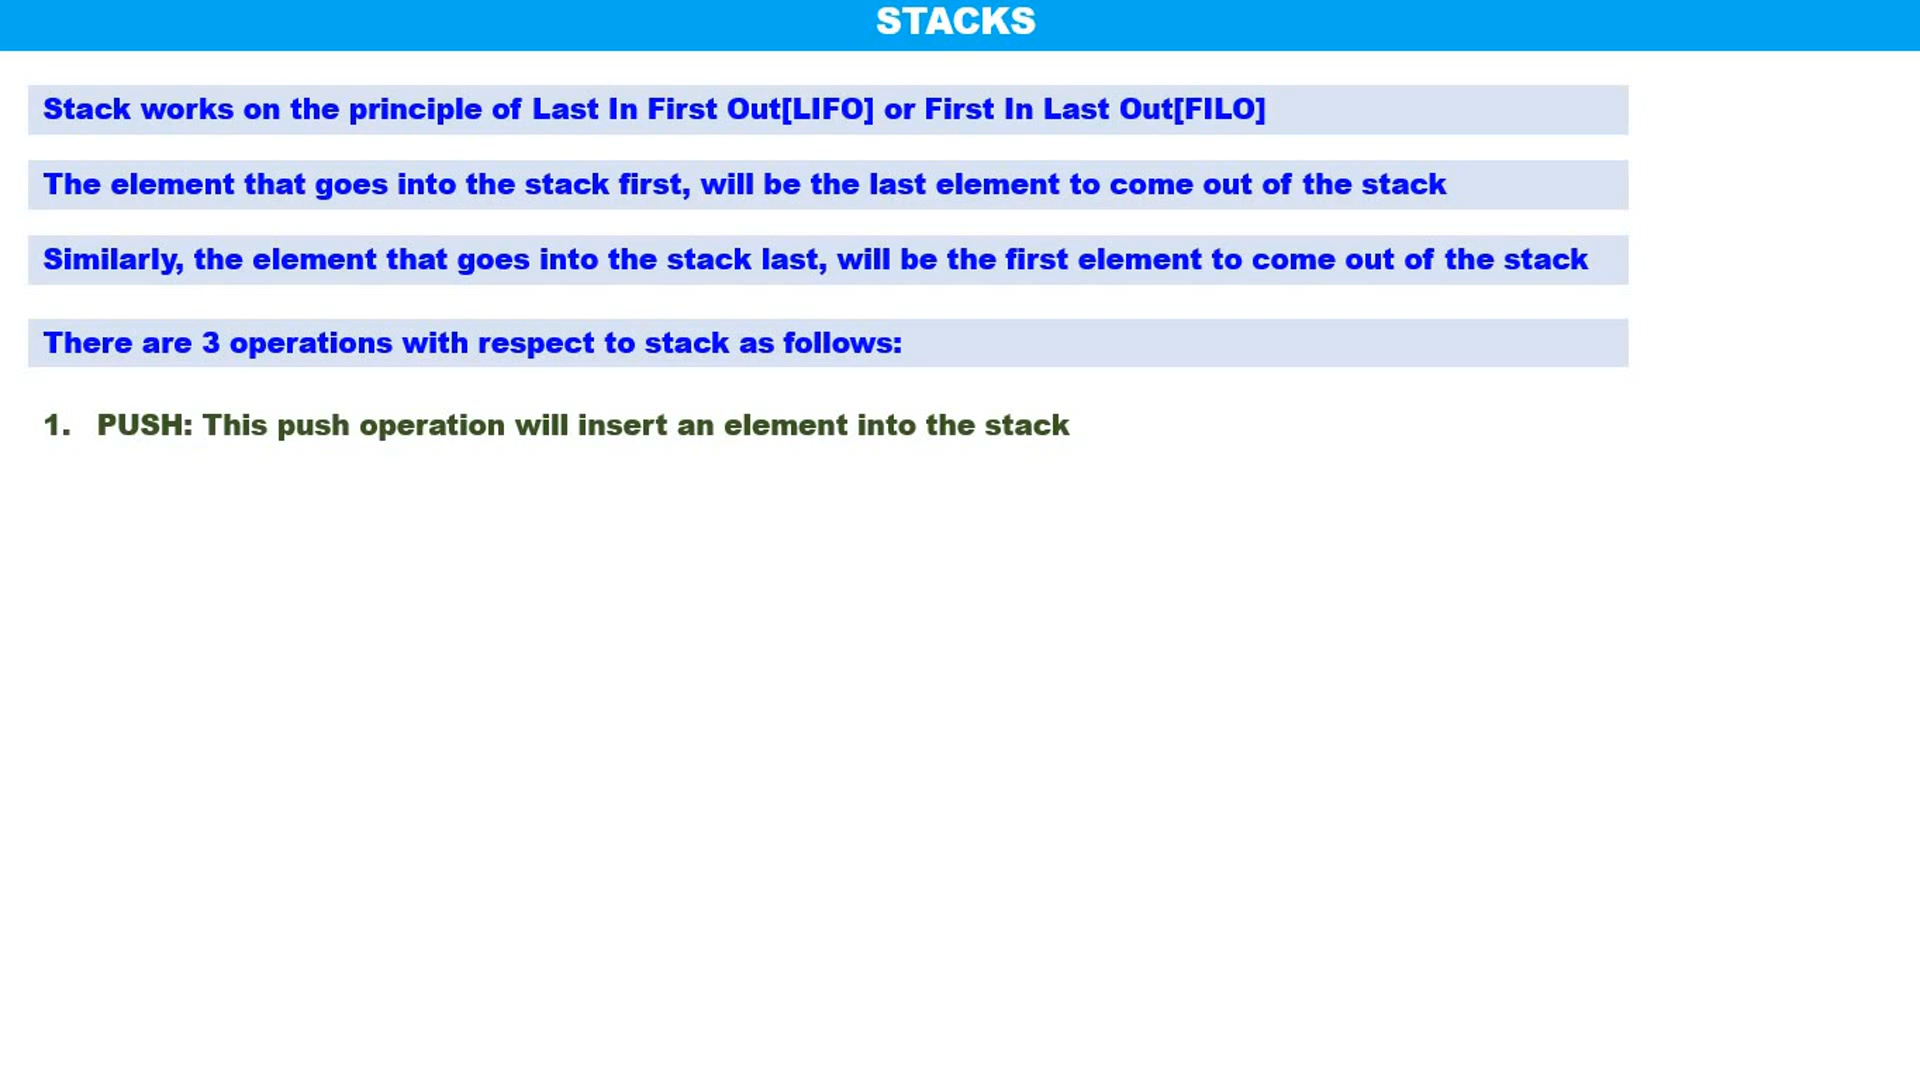 STACKS
Stack works on the principle of Last In First Out[LIFO] or First In Last Out[FILO]
The element that goes into the stack first, will be the last element to come out of the stack
Similarly, the element that goes into the stack last, will be the first element to come out of the stack
There are 3 operations with respect to stack as follows:
1. PUSH: This push operation will insert an element into the stack